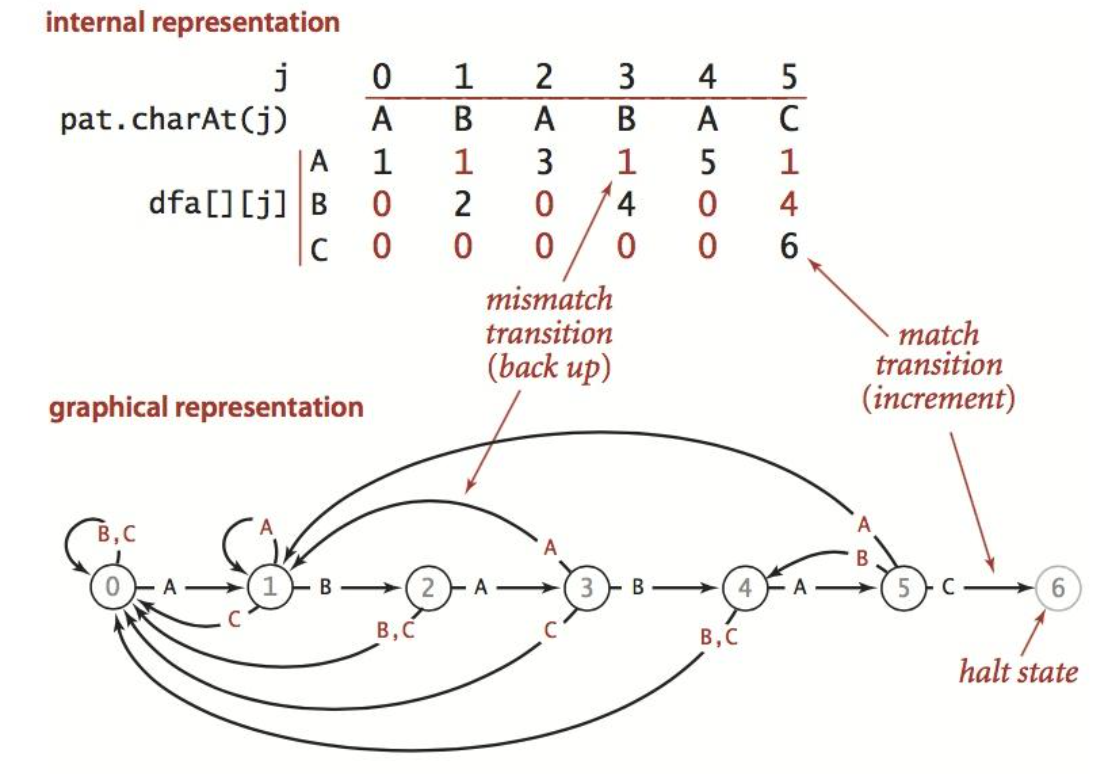 internal representation
j 0 1 2 3 4 5
pat.charAt(j) A B A B A C
A 1 1 3 1 5 1
dfa[][j] B 0 2 0 4 0 4
C 0 0 0 0 0 6
mismatch
transition
(back up)
match
transition
(increment)
graphical representation
B,C
A
A
A
B
0 A 1 B 2 A 3 B 4 A 5 C 6
C
B,C
C
B,C
halt state